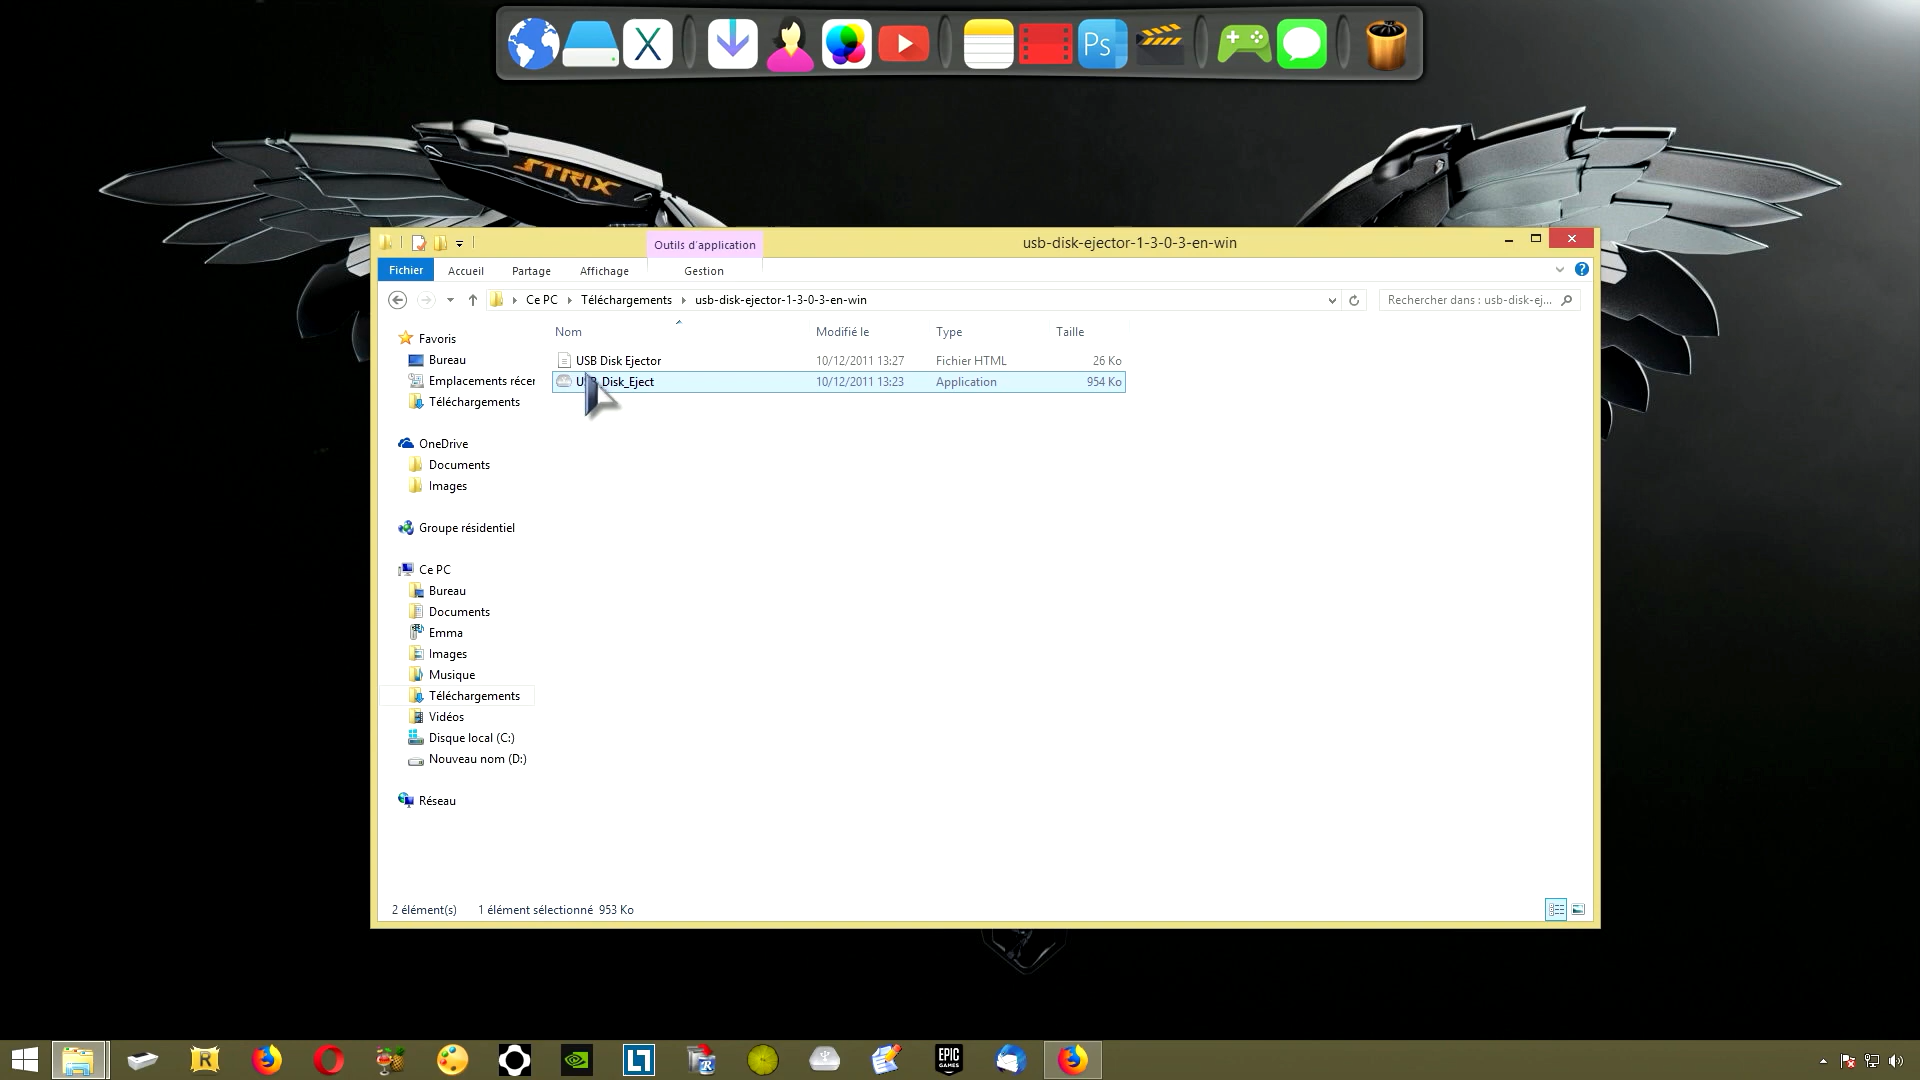 X
Ps
STRIX
Outils d'application
usb-disk-ejector-1-3-0-3-en-win
Fichier
Accueil
Partage
Affichage
Gestion
Ce PC
Téléchargements
usb-disk-ejector-1-3-0-3-en-win
Rechercher dans : usb-disk-ej...
Nom
Modifié le
Type
Taille
USB Disk Ejector
10/12/2011 13:27
Fichier HTML
26 Ko
Disk_Eject
10/12/2011 13:23
Application
954 Ko
Favoris
Bureau
Emplacements récer
Téléchargements
OneDrive
Documents
Images
Groupe résidentiel
Ce PC
Bureau
Documents
Emma
Images
Musique
Téléchargements
Vidéos
Disque local (C:)
Nouveau nom (D:)
Réseau
2 élément(s)
1 élément sélectionné 953 Ko
R
R
EPIC
GAMES